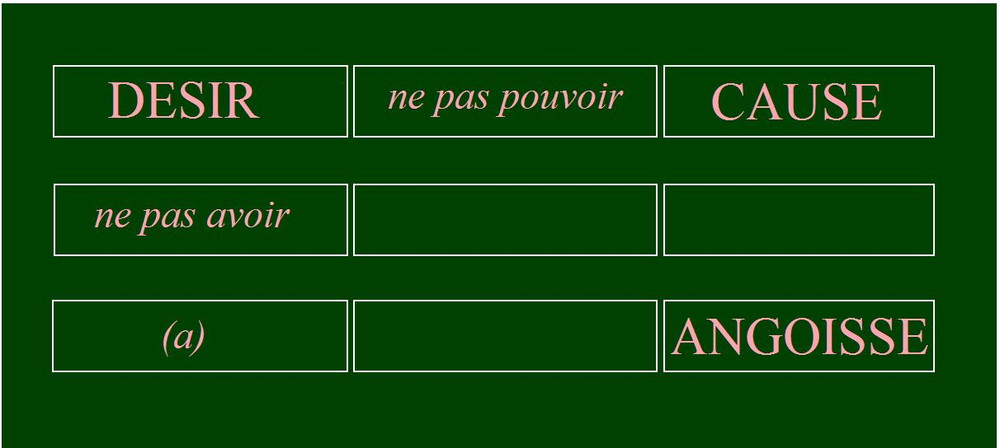 DESIR ne pas pouvoir CAUSE
ne pas avoir
(a) ANGOISSE